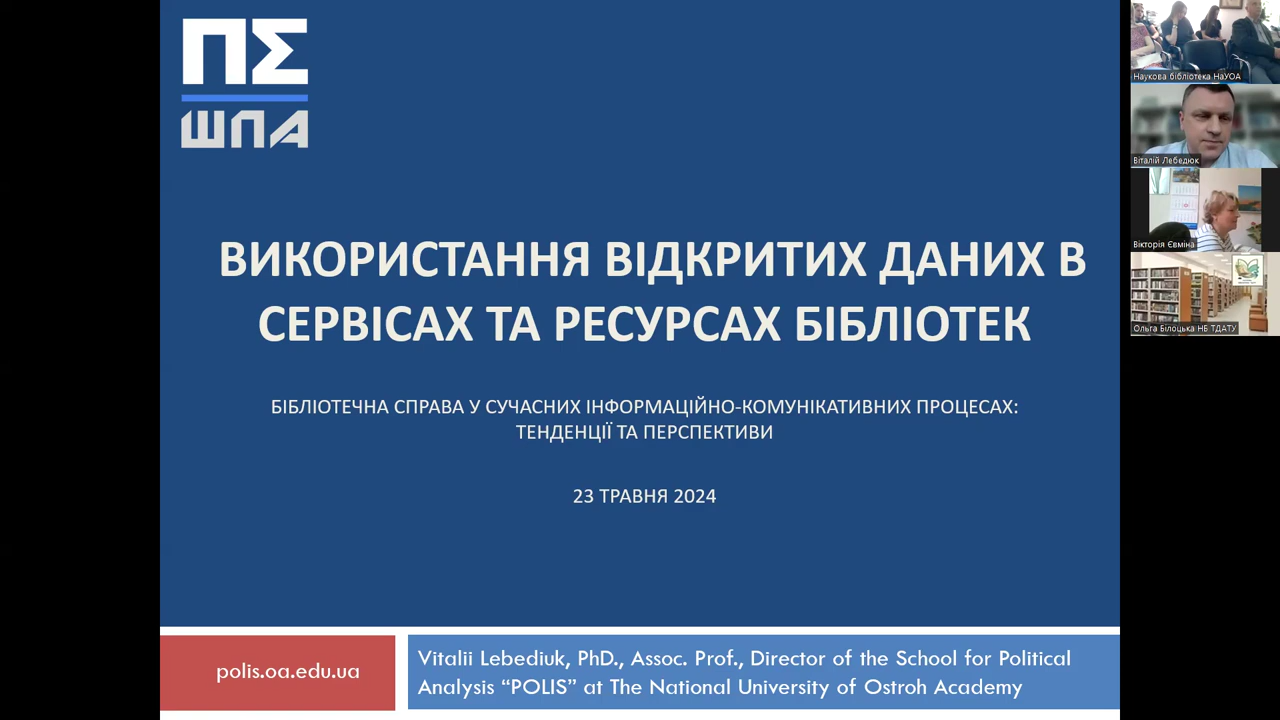 ПΣ
ШПА
ВИКОРИСТАННЯ ВІДКРИТИХ ДАНИХ В
СЕРВІСАХ ТА РЕСУРСАХ БІБЛІОТЕК
БІБЛІОТЕЧНА СПРАВА У СУЧАСНИХ ІНФОРМАЦІЙНО-КОМУНІКАТИВНИХ ПРОЦЕСАХ:
ТЕНДЕНЦІЇ ТА ПЕРСПЕКТИВИ
23 ТРАВНЯ 2024
polis.oa.edu.ua
Vitalii Lebediuk, PhD., Assoc. Prof., Director of the School for Political
Analysis “POLIS” at The National University of Ostroh Academy
Наукова бібліотека НаУОА
Віталій Лебедюк
Вікторія Євміна
Ольга Білоцька НБ ТДАТУ